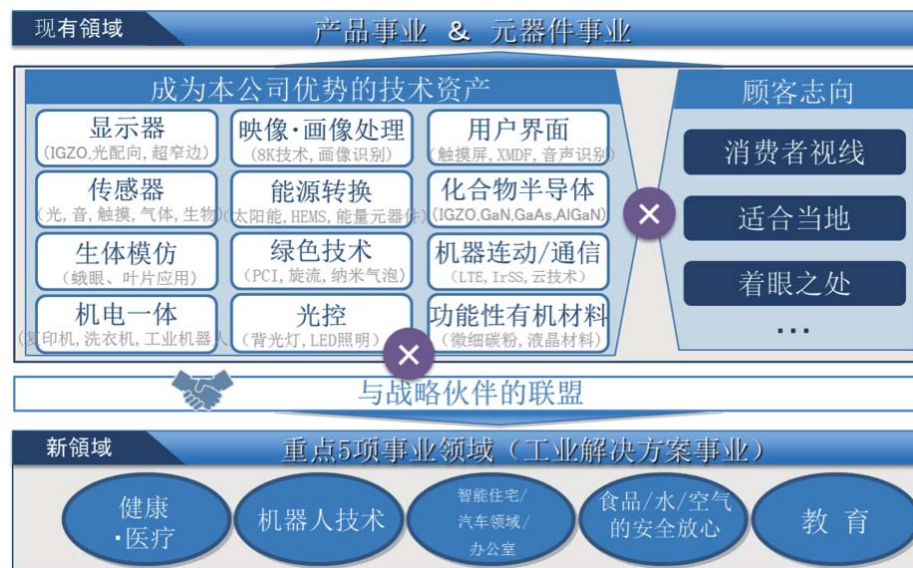 现有領域
产品事业 & 元器件事业
成为本公司优势的技术资产
显示器
(IGZO,光配向,超窄边)
映像·画像处理
(8K技术,画像识别)
用户界面
(触摸屏,XMDF,音声识别)
传感器
(光,音,触摸,气体,生物)
能源转换
(太阳能,HEMS,能量元器件)
化合物半导体
(IGZO,GaN,GaAs,AlGaN)
生体模仿
(蛾眼、叶片应用)
绿色技术
(PCI,旋流,纳米气泡)
机器连动/通信
(LTE,IrSS,云技术)
机电一体
(复印机,洗衣机,工业机器人
光控
(背光灯,LED照明)
功能性有机材料
(微细碳粉,液晶材料)
×
×
顾客志向
消费者视线
适合当地
着眼之处
...
与战略伙伴的联盟
新領域
重点5项事业领域（工业解决方案事业）
健康
·医疗
机器人技术
智能住宅/
汽车领域/
办公室
食品/水/空气
的安全放心
教 育